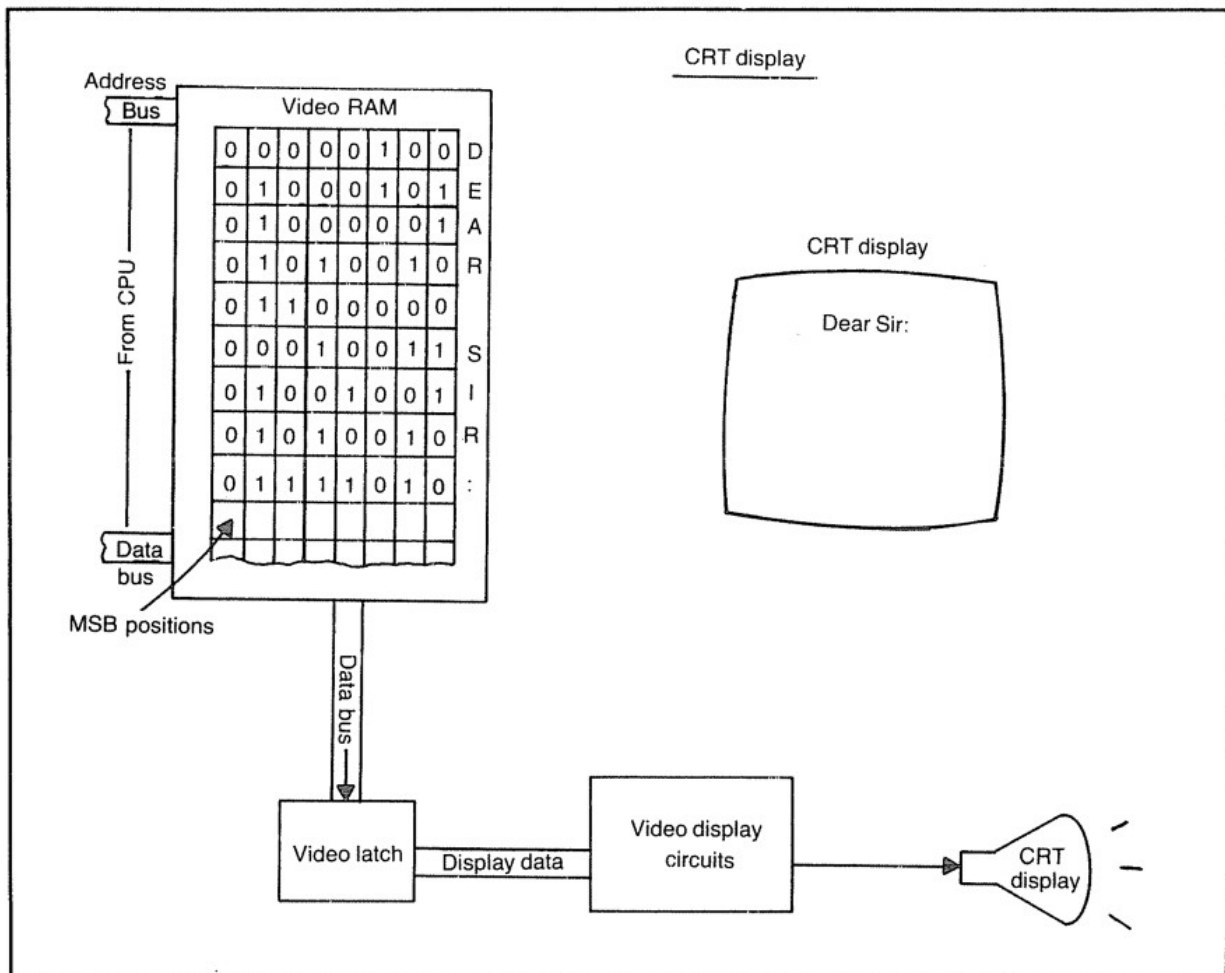 CRT display
Address
Bus
Video RAM
0 0 0 0 0 1 0 0 D
0 1 0 0 0 1 0 1 E
0 1 0 0 0 0 0 1 A
0 1 0 1 0 0 1 0 R
0 1 1 0 0 0 0 0
0 0 0 1 0 0 1 1 S
0 1 0 0 1 0 0 1 I
0 1 0 1 0 0 1 0 R
0 1 1 1 1 0 1 0 :
From CPU
Data
bus
MSB positions
CRT display
Dear Sir:
Data bus
Video latch
Display data
Video display
circuits
CRT
display